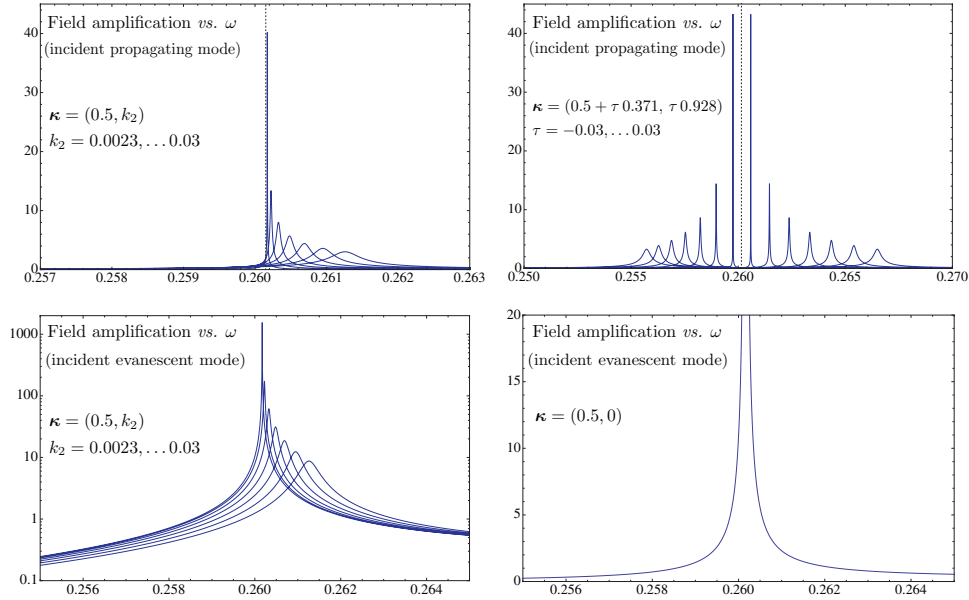 Field amplification vs. ω
(incident propagating mode)
κ = (0.5, k₂)
k₂ = 0.0023, … 0.03
40
30
20
10
0
0.257 0.258 0.259 0.260 0.261 0.262 0.263
Field amplification vs. ω
(incident propagating mode)
κ = (0.5 + τ 0.371, τ 0.928)
τ = −0.03, … 0.03
40
30
20
10
0
0.250 0.255 0.260 0.265 0.270
Field amplification vs. ω
(incident evanescent mode)
κ = (0.5, k₂)
k₂ = 0.0023, … 0.03
1000
100
10
1
0.1
0.256 0.258 0.260 0.262 0.264
Field amplification vs. ω
(incident evanescent mode)
κ = (0.5, 0)
20
15
10
5
0
0.256 0.258 0.260 0.262 0.264